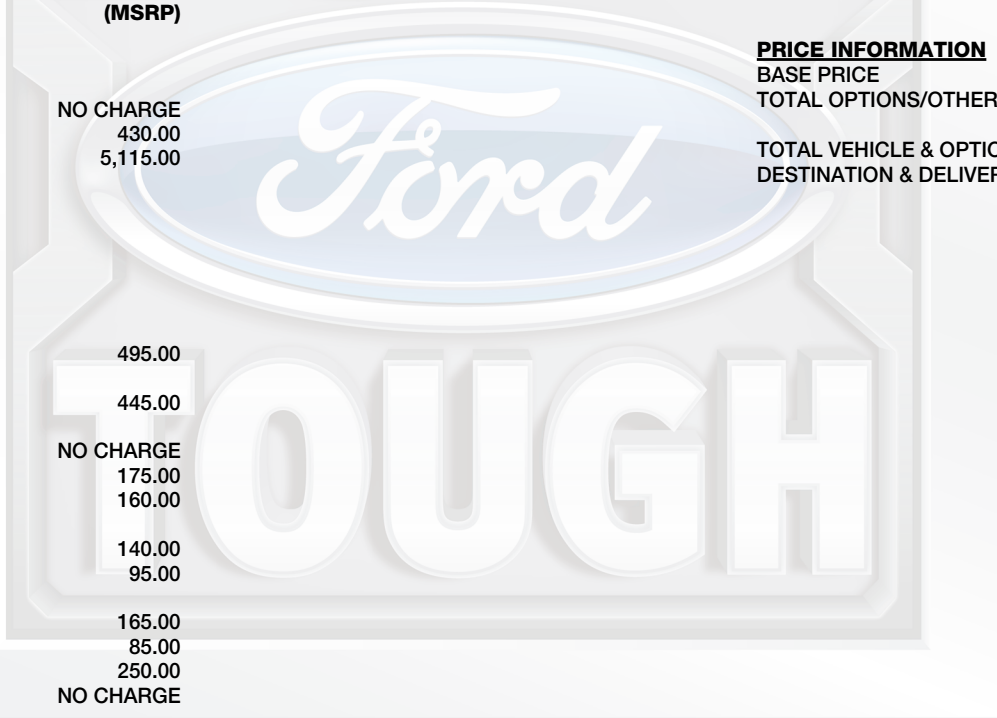 (MSRP)
NO CHARGE
430.00
5,115.00
495.00
445.00
NO CHARGE
175.00
160.00
140.00
95.00
165.00
85.00
250.00
NO CHARGE
PRICE INFORMATION
BASE PRICE
TOTAL OPTIONS/OTHER
TOTAL VEHICLE & OPTIO
DESTINATION & DELIVER
Ford
TOUGH